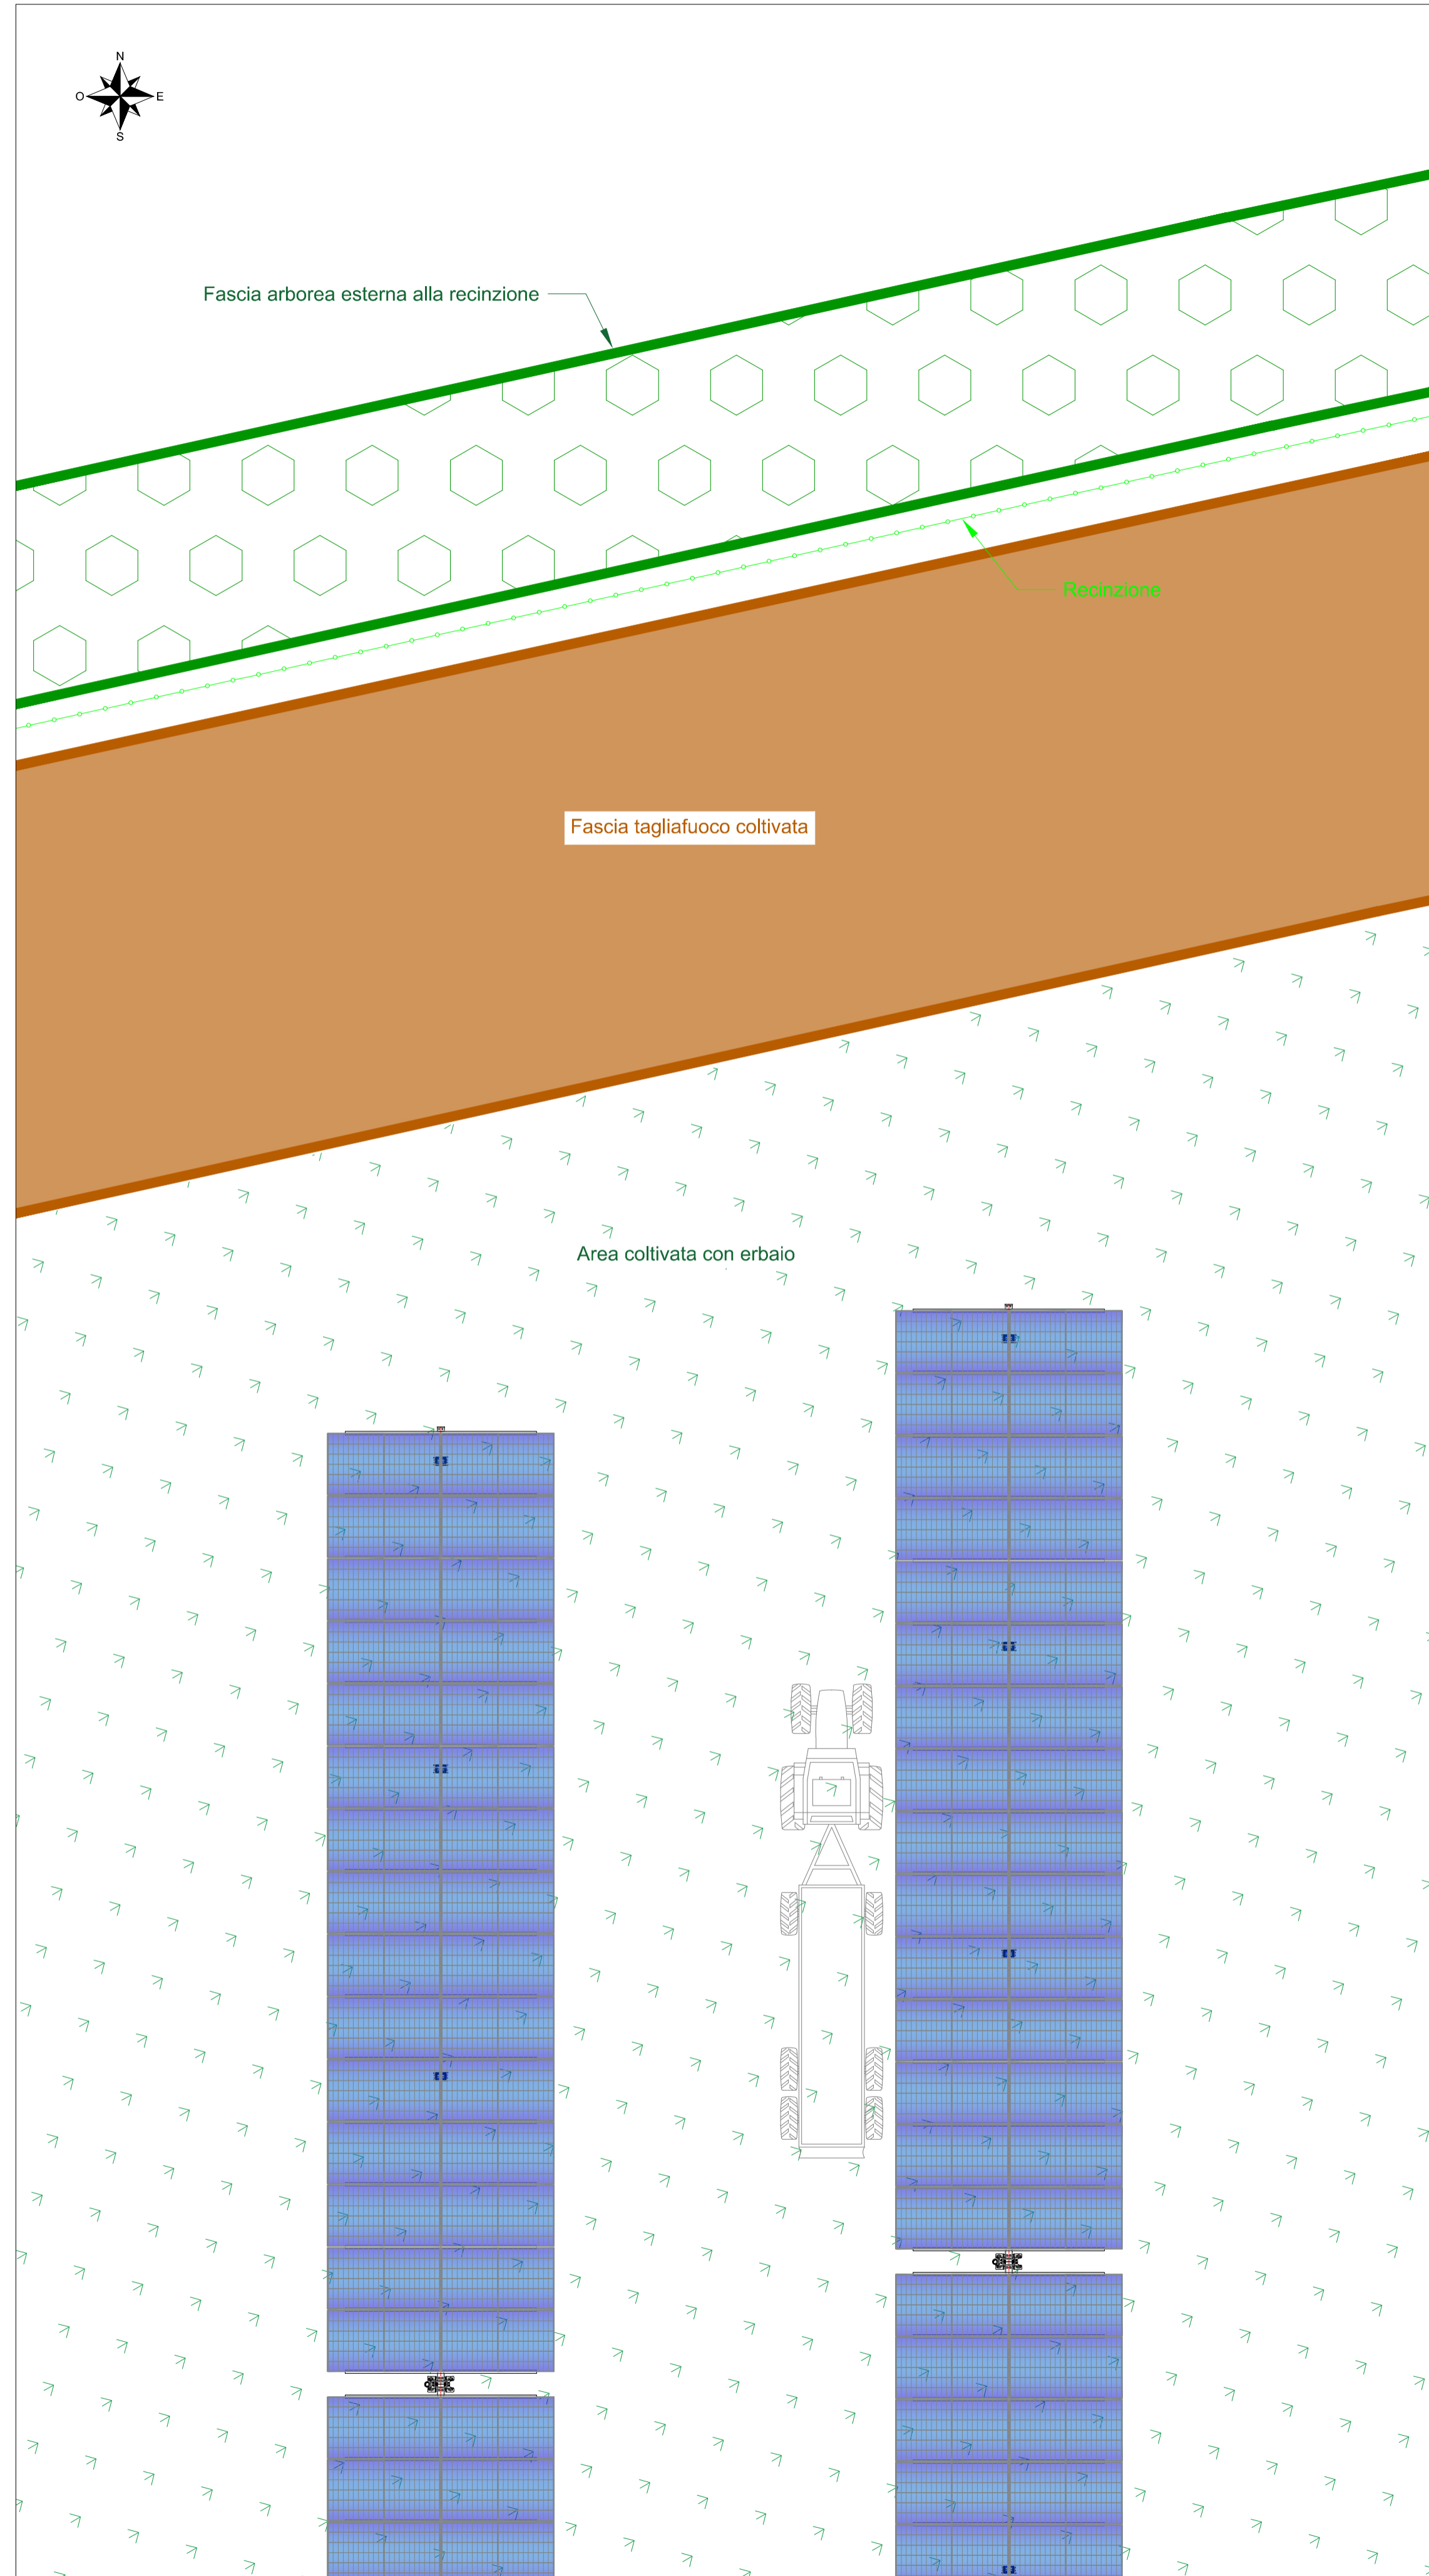 N
O E
S
Fascia arborea esterna alla recinzione
Recinzione
Fascia tagliafuoco coltivata
Area coltivata con erbaio